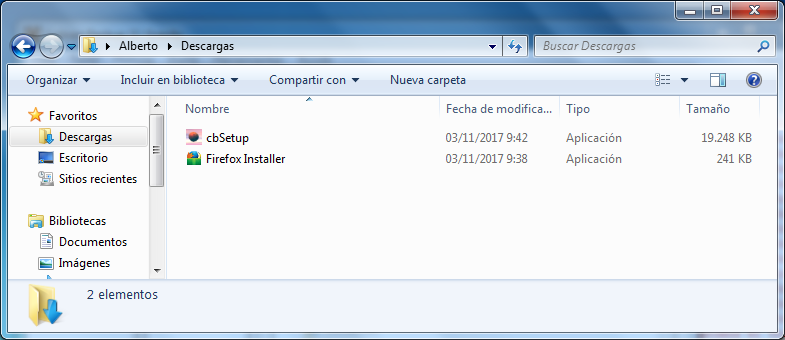 Alberto Descargas Buscar Descargas
Organizar Incluir en biblioteca Compartir con Nueva carpeta
Favoritos
Descargas
Escritorio
Sitios recientes
Bibliotecas
Documentos
Imágenes
Nombre Fecha de modifica... Tipo Tamaño
cbSetup 03/11/2017 9:42 Aplicación 19.248 KB
Firefox Installer 03/11/2017 9:38 Aplicación 241 KB
2 elementos